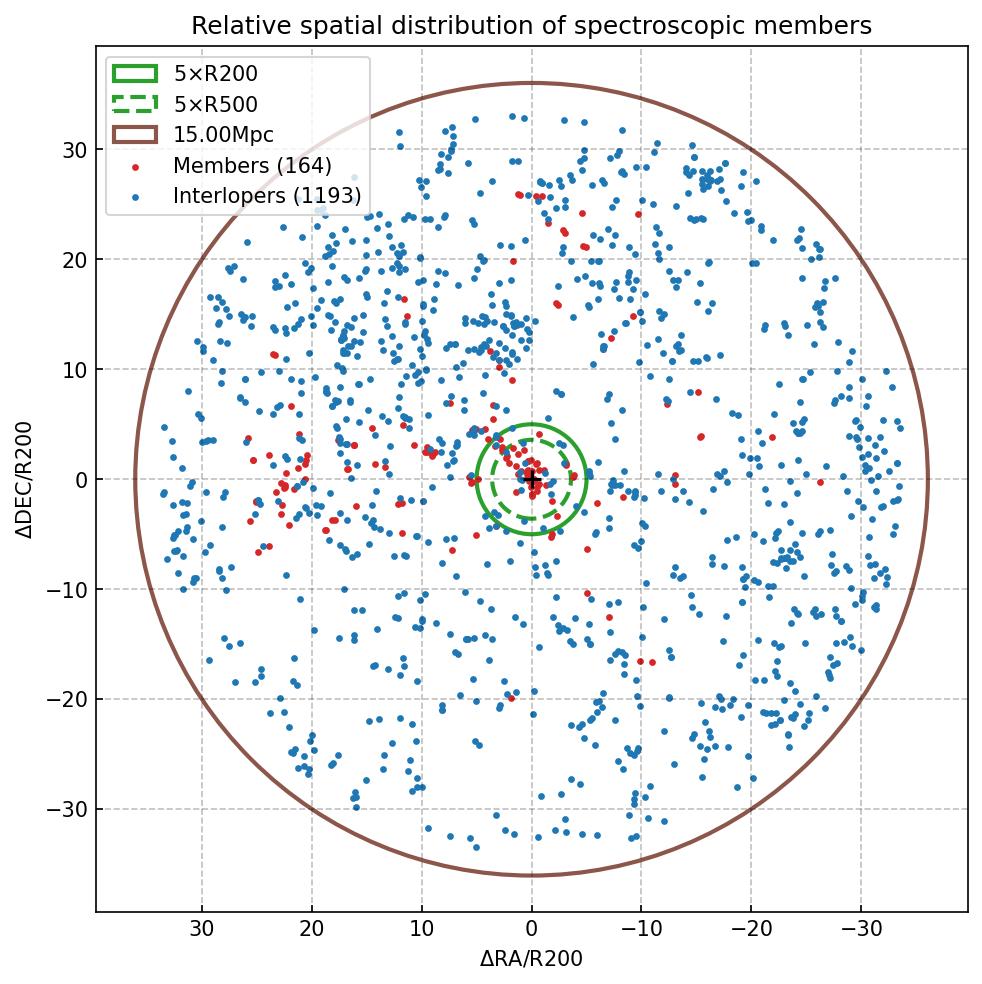 Relative spatial distribution of spectroscopic members
5×R200
5×R500
15.00Mpc
Members (164)
Interlopers (1193)
30
20
10
0
−10
−20
−30
ΔDEC/R200
30
20
10
0
−10
−20
−30
ΔRA/R200